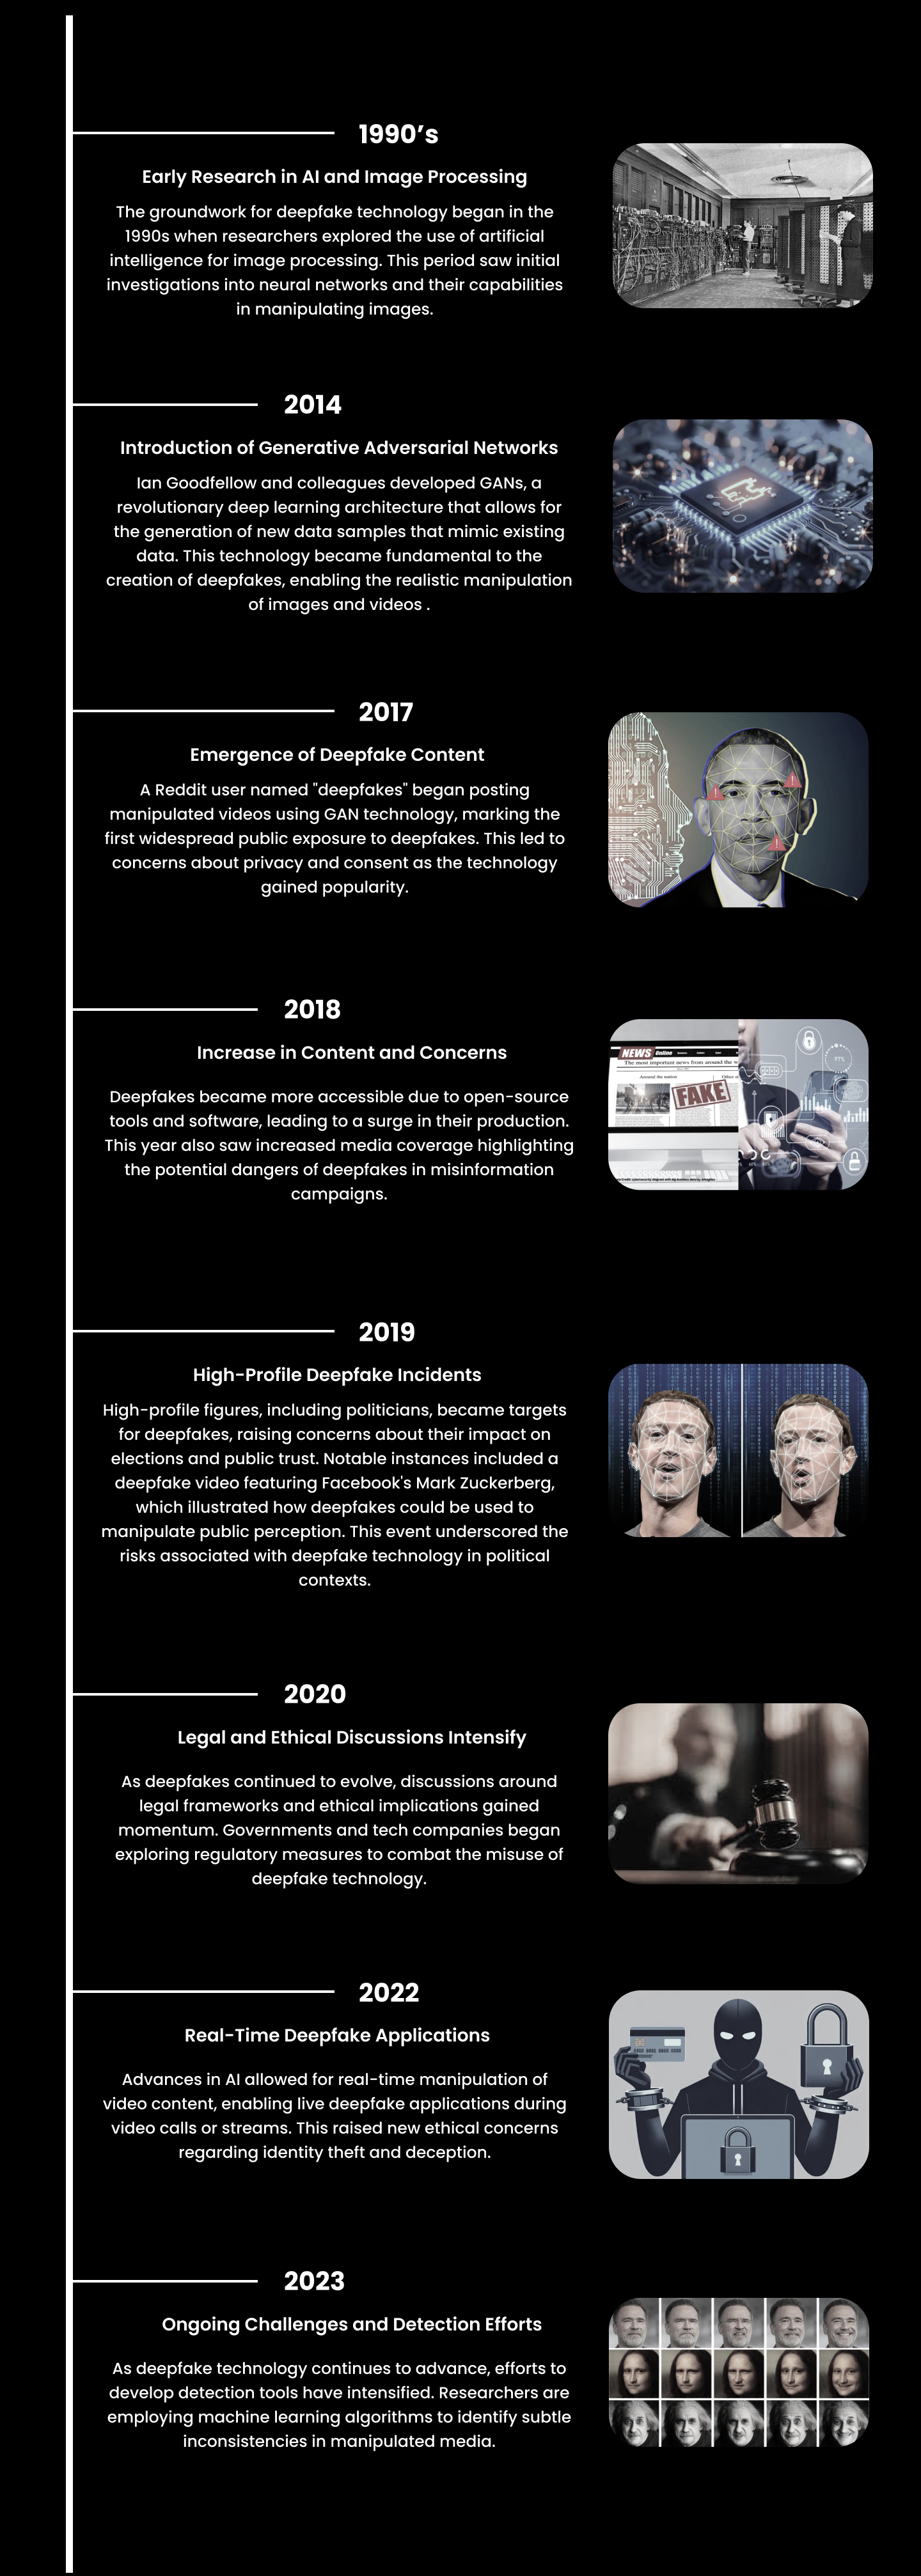 1990’s
Early Research in AI and Image Processing
The groundwork for deepfake technology began in the
1990s when researchers explored the use of artificial
intelligence for image processing. This period saw initial
investigations into neural networks and their capabilities
in manipulating images.
2014
Introduction of Generative Adversarial Networks
Ian Goodfellow and colleagues developed GANs, a
revolutionary deep learning architecture that allows for
the generation of new data samples that mimic existing
data. This technology became fundamental to the
creation of deepfakes, enabling the realistic manipulation
of images and videos .
2017
Emergence of Deepfake Content
A Reddit user named "deepfakes" began posting
manipulated videos using GAN technology, marking the
first widespread public exposure to deepfakes. This led to
concerns about privacy and consent as the technology
gained popularity.
2018
Increase in Content and Concerns
Deepfakes became more accessible due to open-source
tools and software, leading to a surge in their production.
This year also saw increased media coverage highlighting
the potential dangers of deepfakes in misinformation
campaigns.
NEWS Online
The most important news from around the w
Around the nation
FAKE
2019
High-Profile Deepfake Incidents
High-profile figures, including politicians, became targets
for deepfakes, raising concerns about their impact on
elections and public trust. Notable instances included a
deepfake video featuring Facebook's Mark Zuckerberg,
which illustrated how deepfakes could be used to
manipulate public perception. This event underscored the
risks associated with deepfake technology in political
contexts.
2020
Legal and Ethical Discussions Intensify
As deepfakes continued to evolve, discussions around
legal frameworks and ethical implications gained
momentum. Governments and tech companies began
exploring regulatory measures to combat the misuse of
deepfake technology.
2022
Real-Time Deepfake Applications
Advances in AI allowed for real-time manipulation of
video content, enabling live deepfake applications during
video calls or streams. This raised new ethical concerns
regarding identity theft and deception.
2023
Ongoing Challenges and Detection Efforts
As deepfake technology continues to advance, efforts to
develop detection tools have intensified. Researchers are
employing machine learning algorithms to identify subtle
inconsistencies in manipulated media.